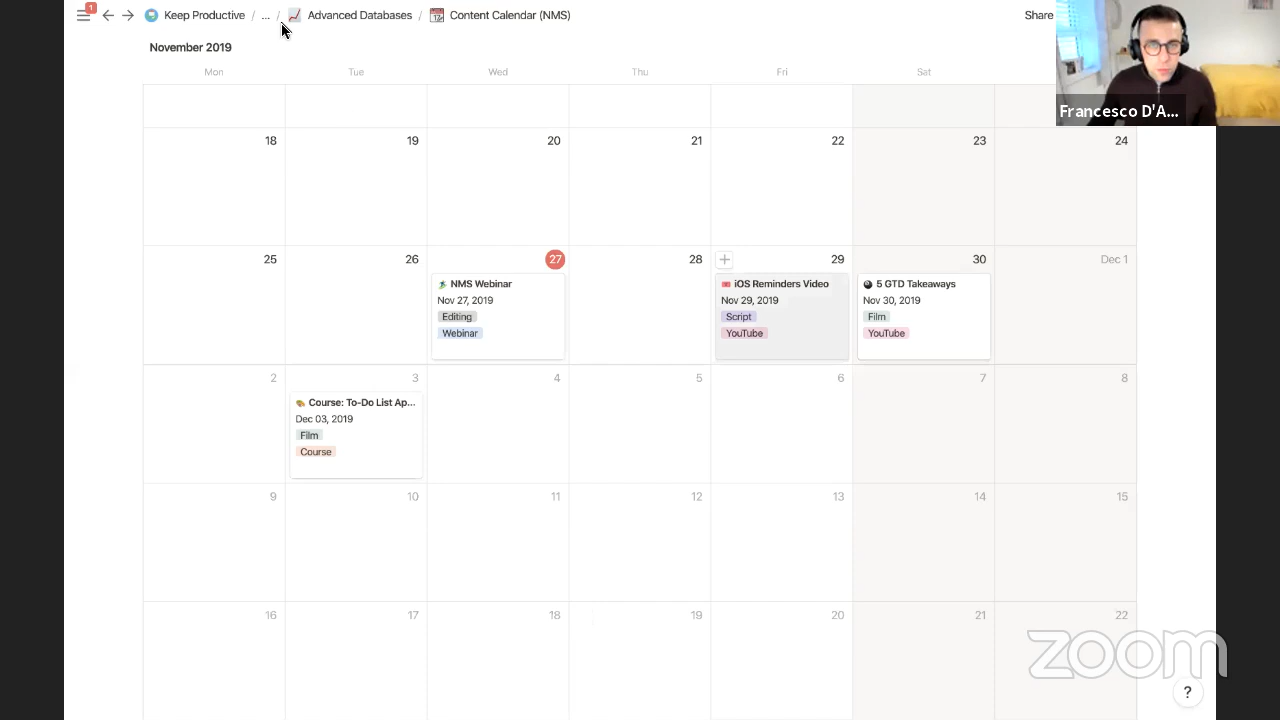 1
Keep Productive / ... / Advanced Databases / Content Calendar (NMS)
Share
November 2019
Mon Tue Wed Thu Fri Sat
Francesco D'A...
18 19 20 21 22 23 24
25 26 27 28 29 30 Dec 1
NMS Webinar
Nov 27, 2019
Editing
Webinar
iOS Reminders Video
Nov 29, 2019
Script
YouTube
5 GTD Takeaways
Nov 30, 2019
Film
YouTube
2 3 4 5 6 7 8
Course: To-Do List Ap...
Dec 03, 2019
Film
Course
9 10 11 12 13 14 15
16 17 18 19 20 21 22
zoom
?